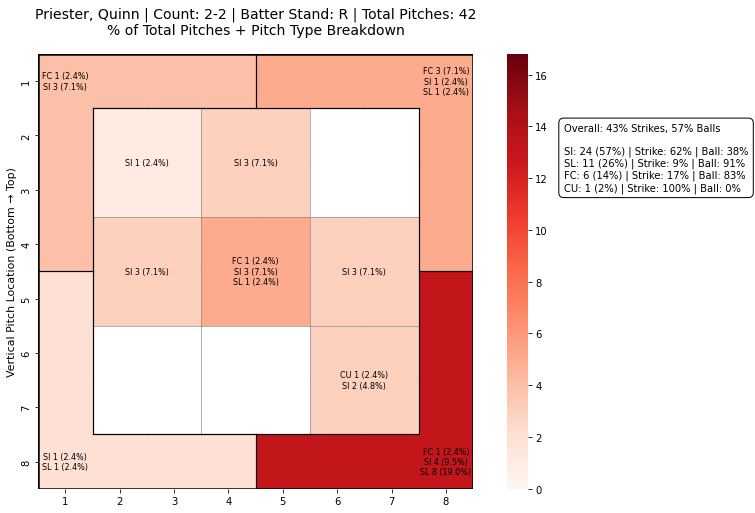 Priester, Quinn | Count: 2-2 | Batter Stand: R | Total Pitches: 42
% of Total Pitches + Pitch Type Breakdown
Vertical Pitch Location (Bottom → Top)
1
2
3
4
5
6
7
8
FC 1 (2.4%)
SI 3 (7.1%)
FC 3 (7.1%)
SI 1 (2.4%)
SL 1 (2.4%)
SI 1 (2.4%)
SI 3 (7.1%)
SI 3 (7.1%)
FC 1 (2.4%)
SI 3 (7.1%)
SL 1 (2.4%)
SI 3 (7.1%)
CU 1 (2.4%)
SI 2 (4.8%)
SI 1 (2.4%)
SL 1 (2.4%)
FC 1 (2.4%)
SI 4 (9.5%)
SL 8 (19.0%)
1 2 3 4 5 6 7 8
16
14
12
10
8
6
4
2
0
Overall: 43% Strikes, 57% Balls
SI: 24 (57%) | Strike: 62% | Ball: 38%
SL: 11 (26%) | Strike: 9% | Ball: 91%
FC: 6 (14%) | Strike: 17% | Ball: 83%
CU: 1 (2%) | Strike: 100% | Ball: 0%